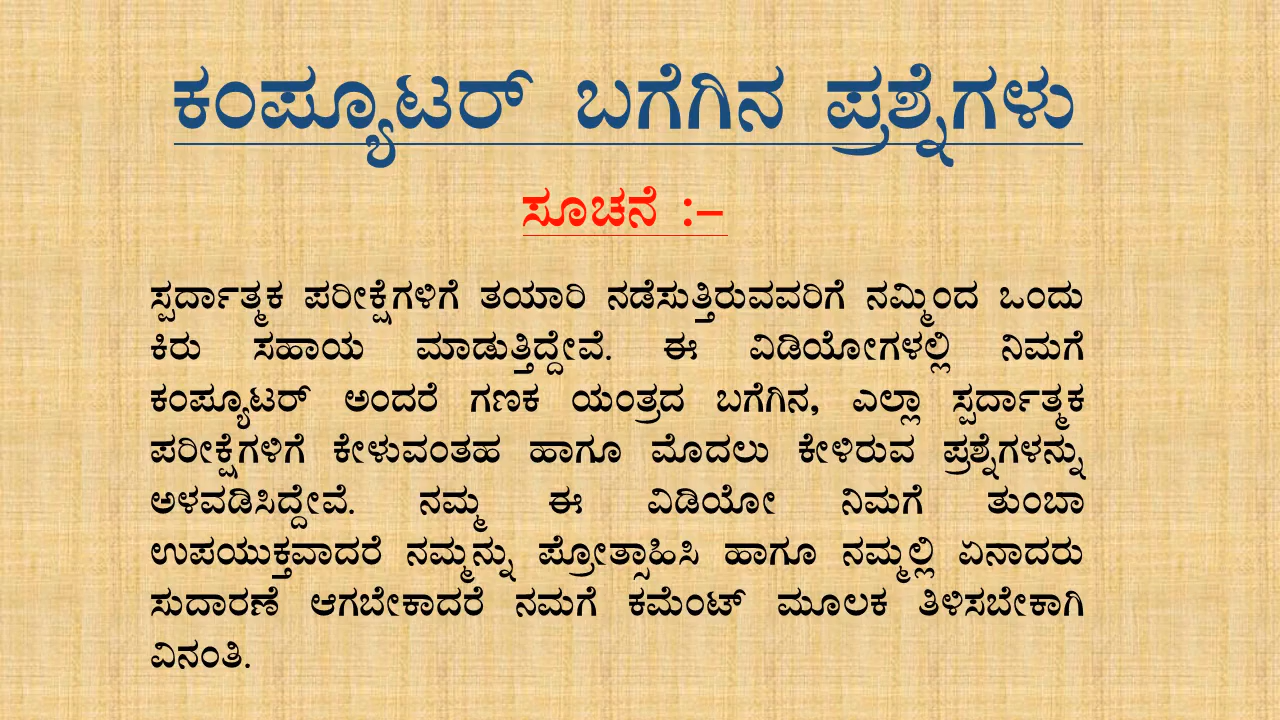 ಕಂಪ್ಯೂಟರ್ ಬಗೆಗಿನ ಪ್ರಶ್ನೆಗಳು
ಸೂಚನೆ :–
ಸ್ಪರ್ದಾತ್ಮಕ ಪರೀಕ್ಷೆಗಳಿಗೆ ತಯಾರಿ ನಡೆಸುತ್ತಿರುವವರಿಗೆ ನಮ್ಮಿಂದ ಒಂದು
ಕಿರು ಸಹಾಯ ಮಾಡುತ್ತಿದ್ದೇವೆ. ಈ ವಿಡಿಯೋಗಳಲ್ಲಿ ನಿಮಗೆ
ಕಂಪ್ಯೂಟರ್ ಅಂದರೆ ಗಣಕ ಯಂತ್ರದ ಬಗೆಗಿನ, ಎಲ್ಲಾ ಸ್ಪರ್ದಾತ್ಮಕ
ಪರೀಕ್ಷೆಗಳಿಗೆ ಕೇಳುವಂತಹ ಹಾಗೂ ಮೊದಲು ಕೇಳಿರುವ ಪ್ರಶ್ನೆಗಳನ್ನು
ಅಳವಡಿಸಿದ್ದೇವೆ. ನಮ್ಮ ಈ ವಿಡಿಯೋ ನಿಮಗೆ ತುಂಬಾ
ಉಪಯುಕ್ತವಾದರೆ ನಮ್ಮನ್ನು ಪ್ರೋತ್ಸಾಹಿಸಿ ಹಾಗೂ ನಮ್ಮಲ್ಲಿ ಏನಾದರು
ಸುದಾರಣೆ ಆಗಬೇಕಾದರೆ ನಮಗೆ ಕಮೆಂಟ್ ಮೂಲಕ ತಿಳಿಸಬೇಕಾಗಿ
ವಿನಂತಿ.